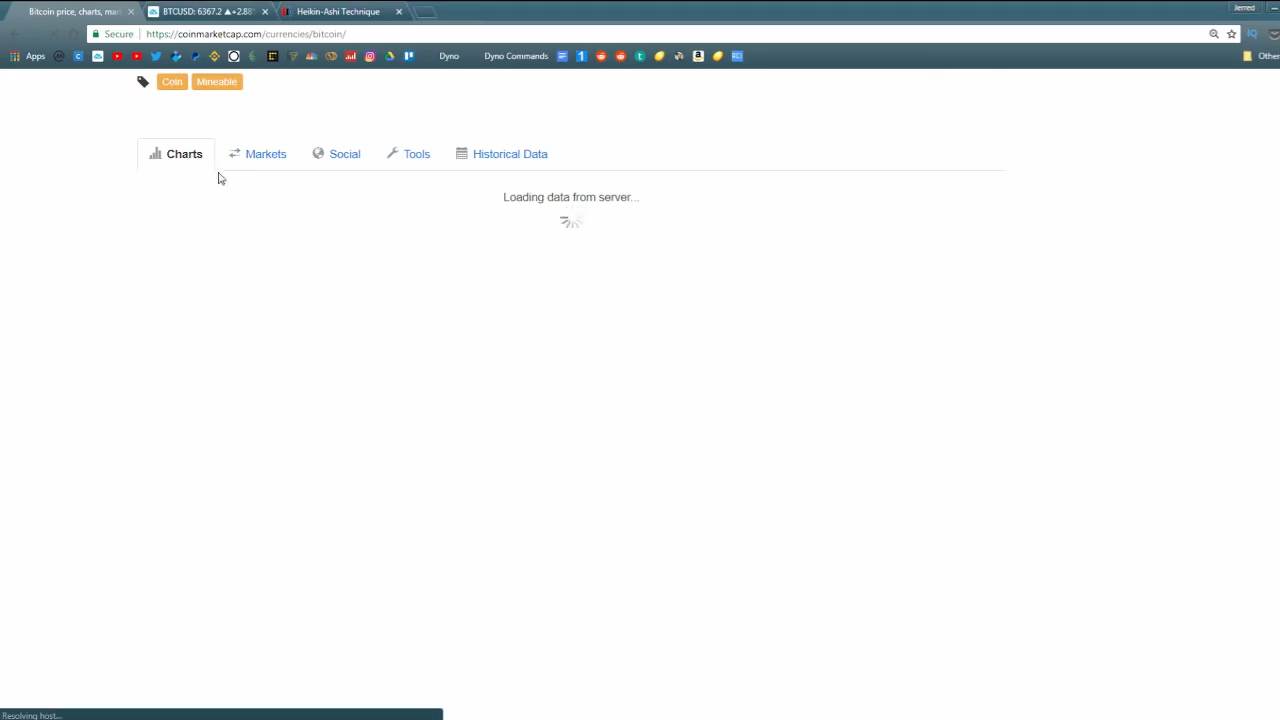 Bitcoin price, charts, mar
BTCUSD: 6367.2 ▲+2.88%
Heikin-Ashi Technique
Jerred
Secure
https://coinmarketcap.com/currencies/bitcoin/
Apps
Dyno
Dyno Commands
Other
Coin
Mineable
Charts
Markets
Social
Tools
Historical Data
Loading data from server...
Resolving host...